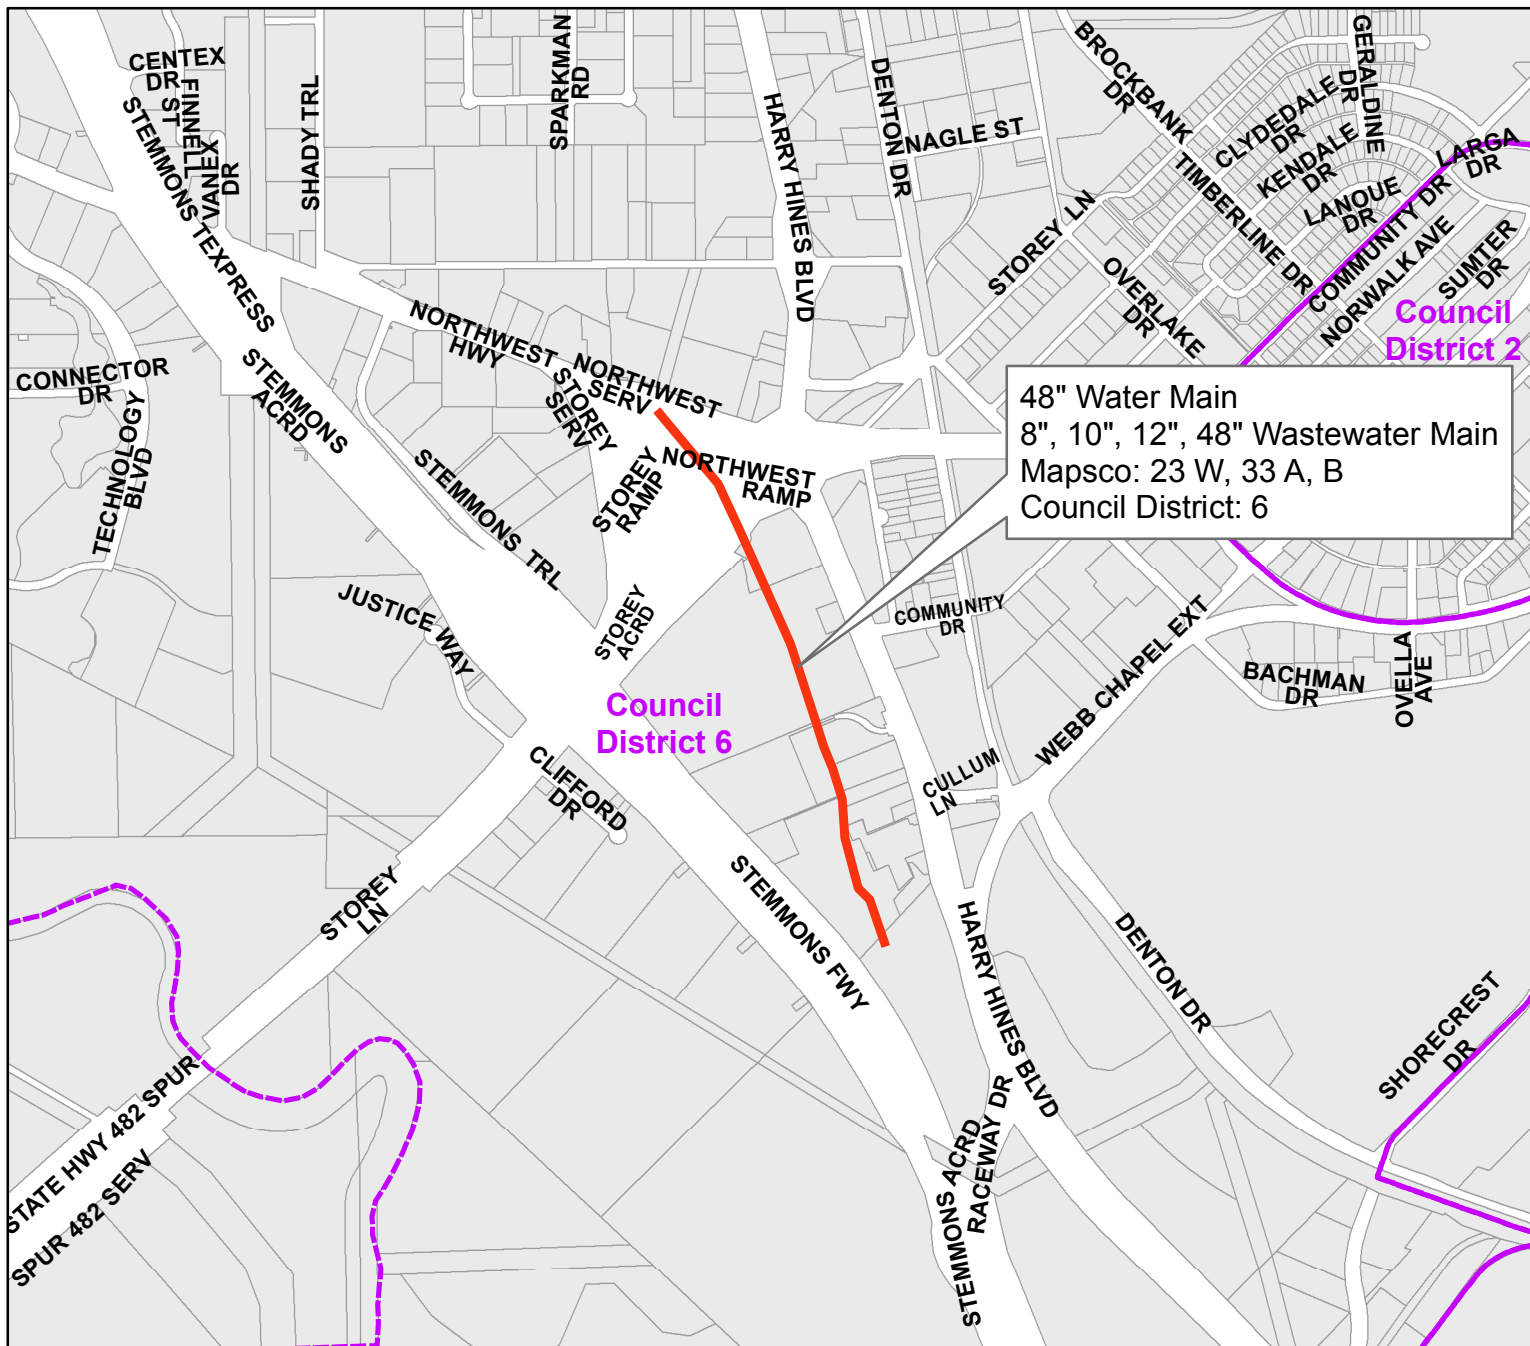 CENTEX
DR
FINNELL
ST
VANEX
DR
SHADY TRL
SPARKMAN
RD
HARRY HINES BLVD
DENTON DR
NAGLE ST
BROCKBANK
DR
GERALDINE
DR
CLYDEDALE
DR
KENDALE
DR
LARGA
DR
LANOUE
DR
TIMBERLINE DR
COMMUNITY DR
NORWALK AVE
SUMTER
DR
STOREY LN
OVERLAKE
DR
Council
District 2
STEMMONS TEXPRESS
NORTHWEST
HWY
NORTHWEST
SERV
STOREY
SERV
CONNECTOR
DR
TECHNOLOGY
BLVD
STEMMONS
ACRD
STEMMONS TRL
STOREY
RAMP
NORTHWEST
RAMP
48" Water Main
8", 10", 12", 48" Wastewater Main
Mapsco: 23 W, 33 A, B
Council District: 6
JUSTICE WAY
STOREY
ACRD
COMMUNITY
DR
WEBB CHAPEL EXT
BACHMAN
DR
OVELLA
AVE
Council
District 6
CLIFFORD
DR
CULLUM
LN
STOREY
LN
STEMMONS FWY
HARRY HINES BLVD
DENTON DR
SHORECREST
DR
STATE HWY 482 SPUR
SPUR 482 SERV
STEMMONS ACRD
RACEWAY DR